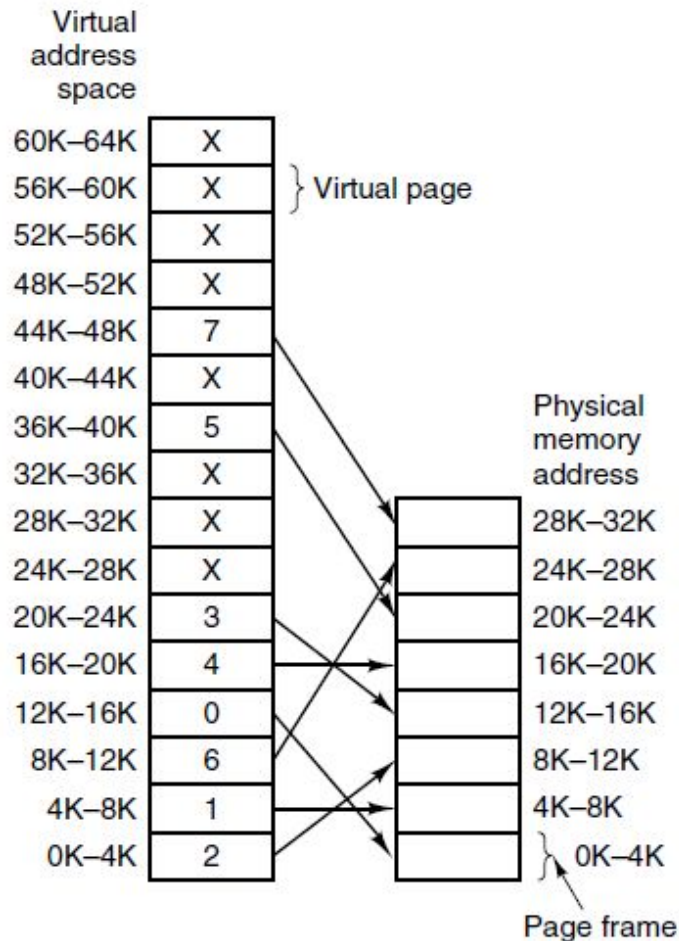 Virtual
address
space
60K–64K X
56K–60K X Virtual page
52K–56K X
48K–52K X
44K–48K 7
40K–44K X
36K–40K 5
32K–36K X
28K–32K X
24K–28K X
20K–24K 3
16K–20K 4
12K–16K 0
8K–12K 6
4K–8K 1
0K–4K 2
Physical
memory
address
28K–32K
24K–28K
20K–24K
16K–20K
12K–16K
8K–12K
4K–8K
0K–4K
Page frame